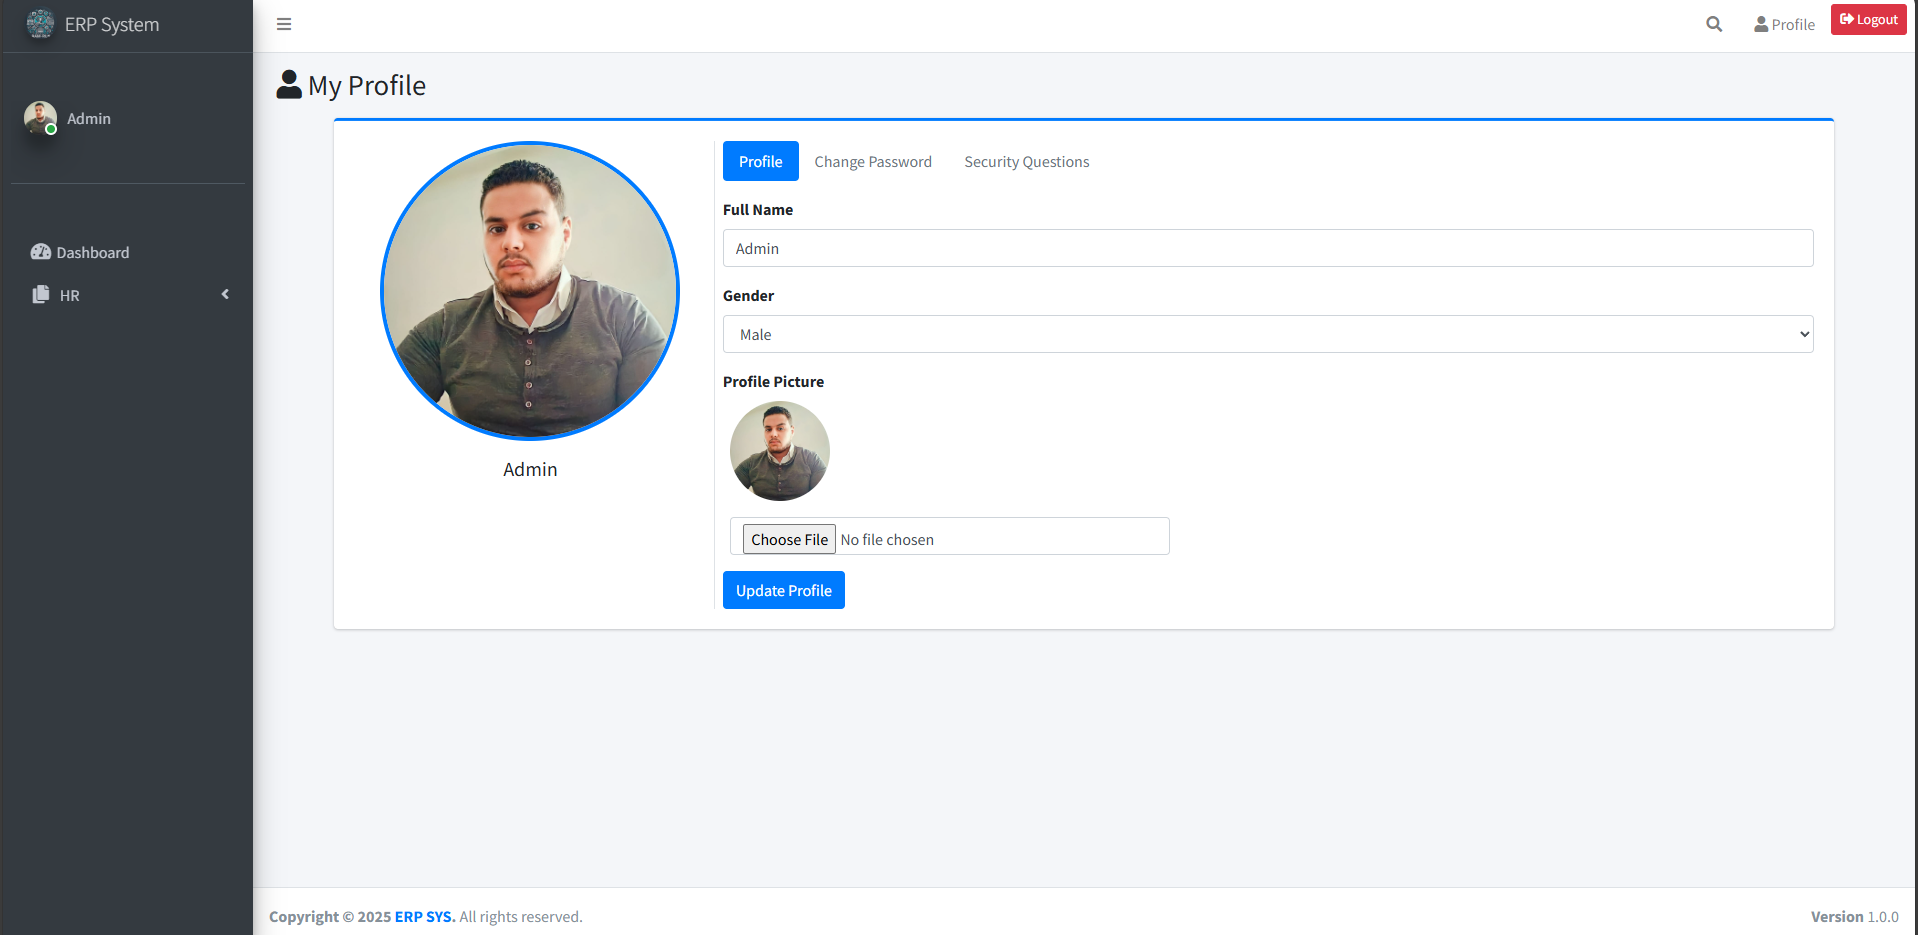 ERP System
Profile
Logout
Admin
Dashboard
HR
My Profile
Admin
Profile
Change Password
Security Questions
Full Name
Admin
Gender
Male
Profile Picture
Choose File No file chosen
Update Profile
Copyright © 2025 ERP SYS. All rights reserved.
Version 1.0.0